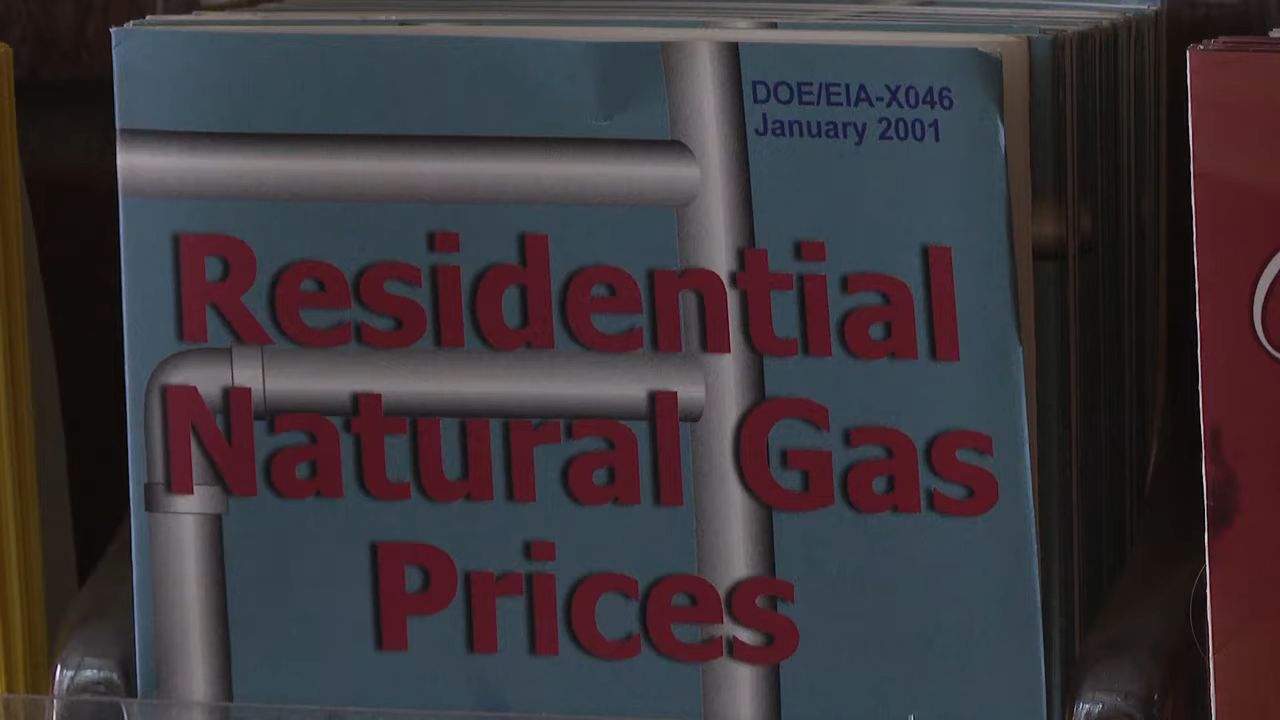 DOE/EIA-X046
January 2001
Residential
Natural Gas
Prices